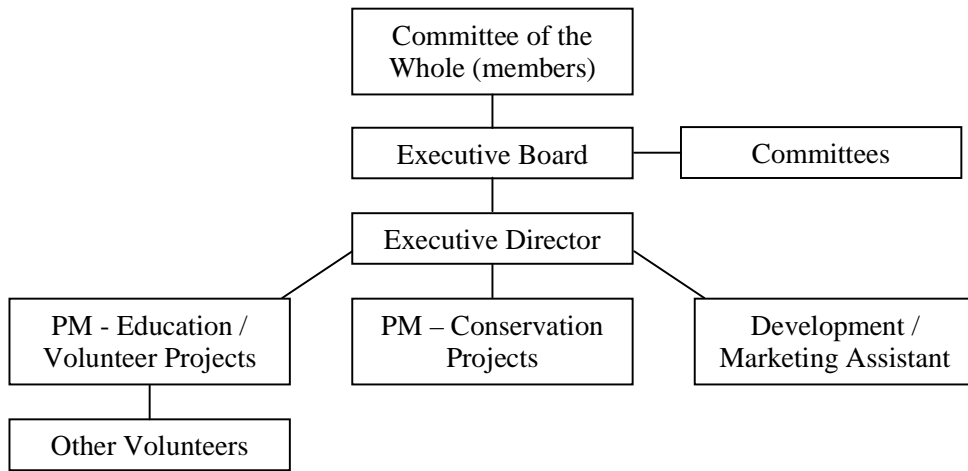 Committee of the
Whole (members)
Executive Board
Committees
Executive Director
PM - Education /
Volunteer Projects
PM – Conservation
Projects
Development /
Marketing Assistant
Other Volunteers